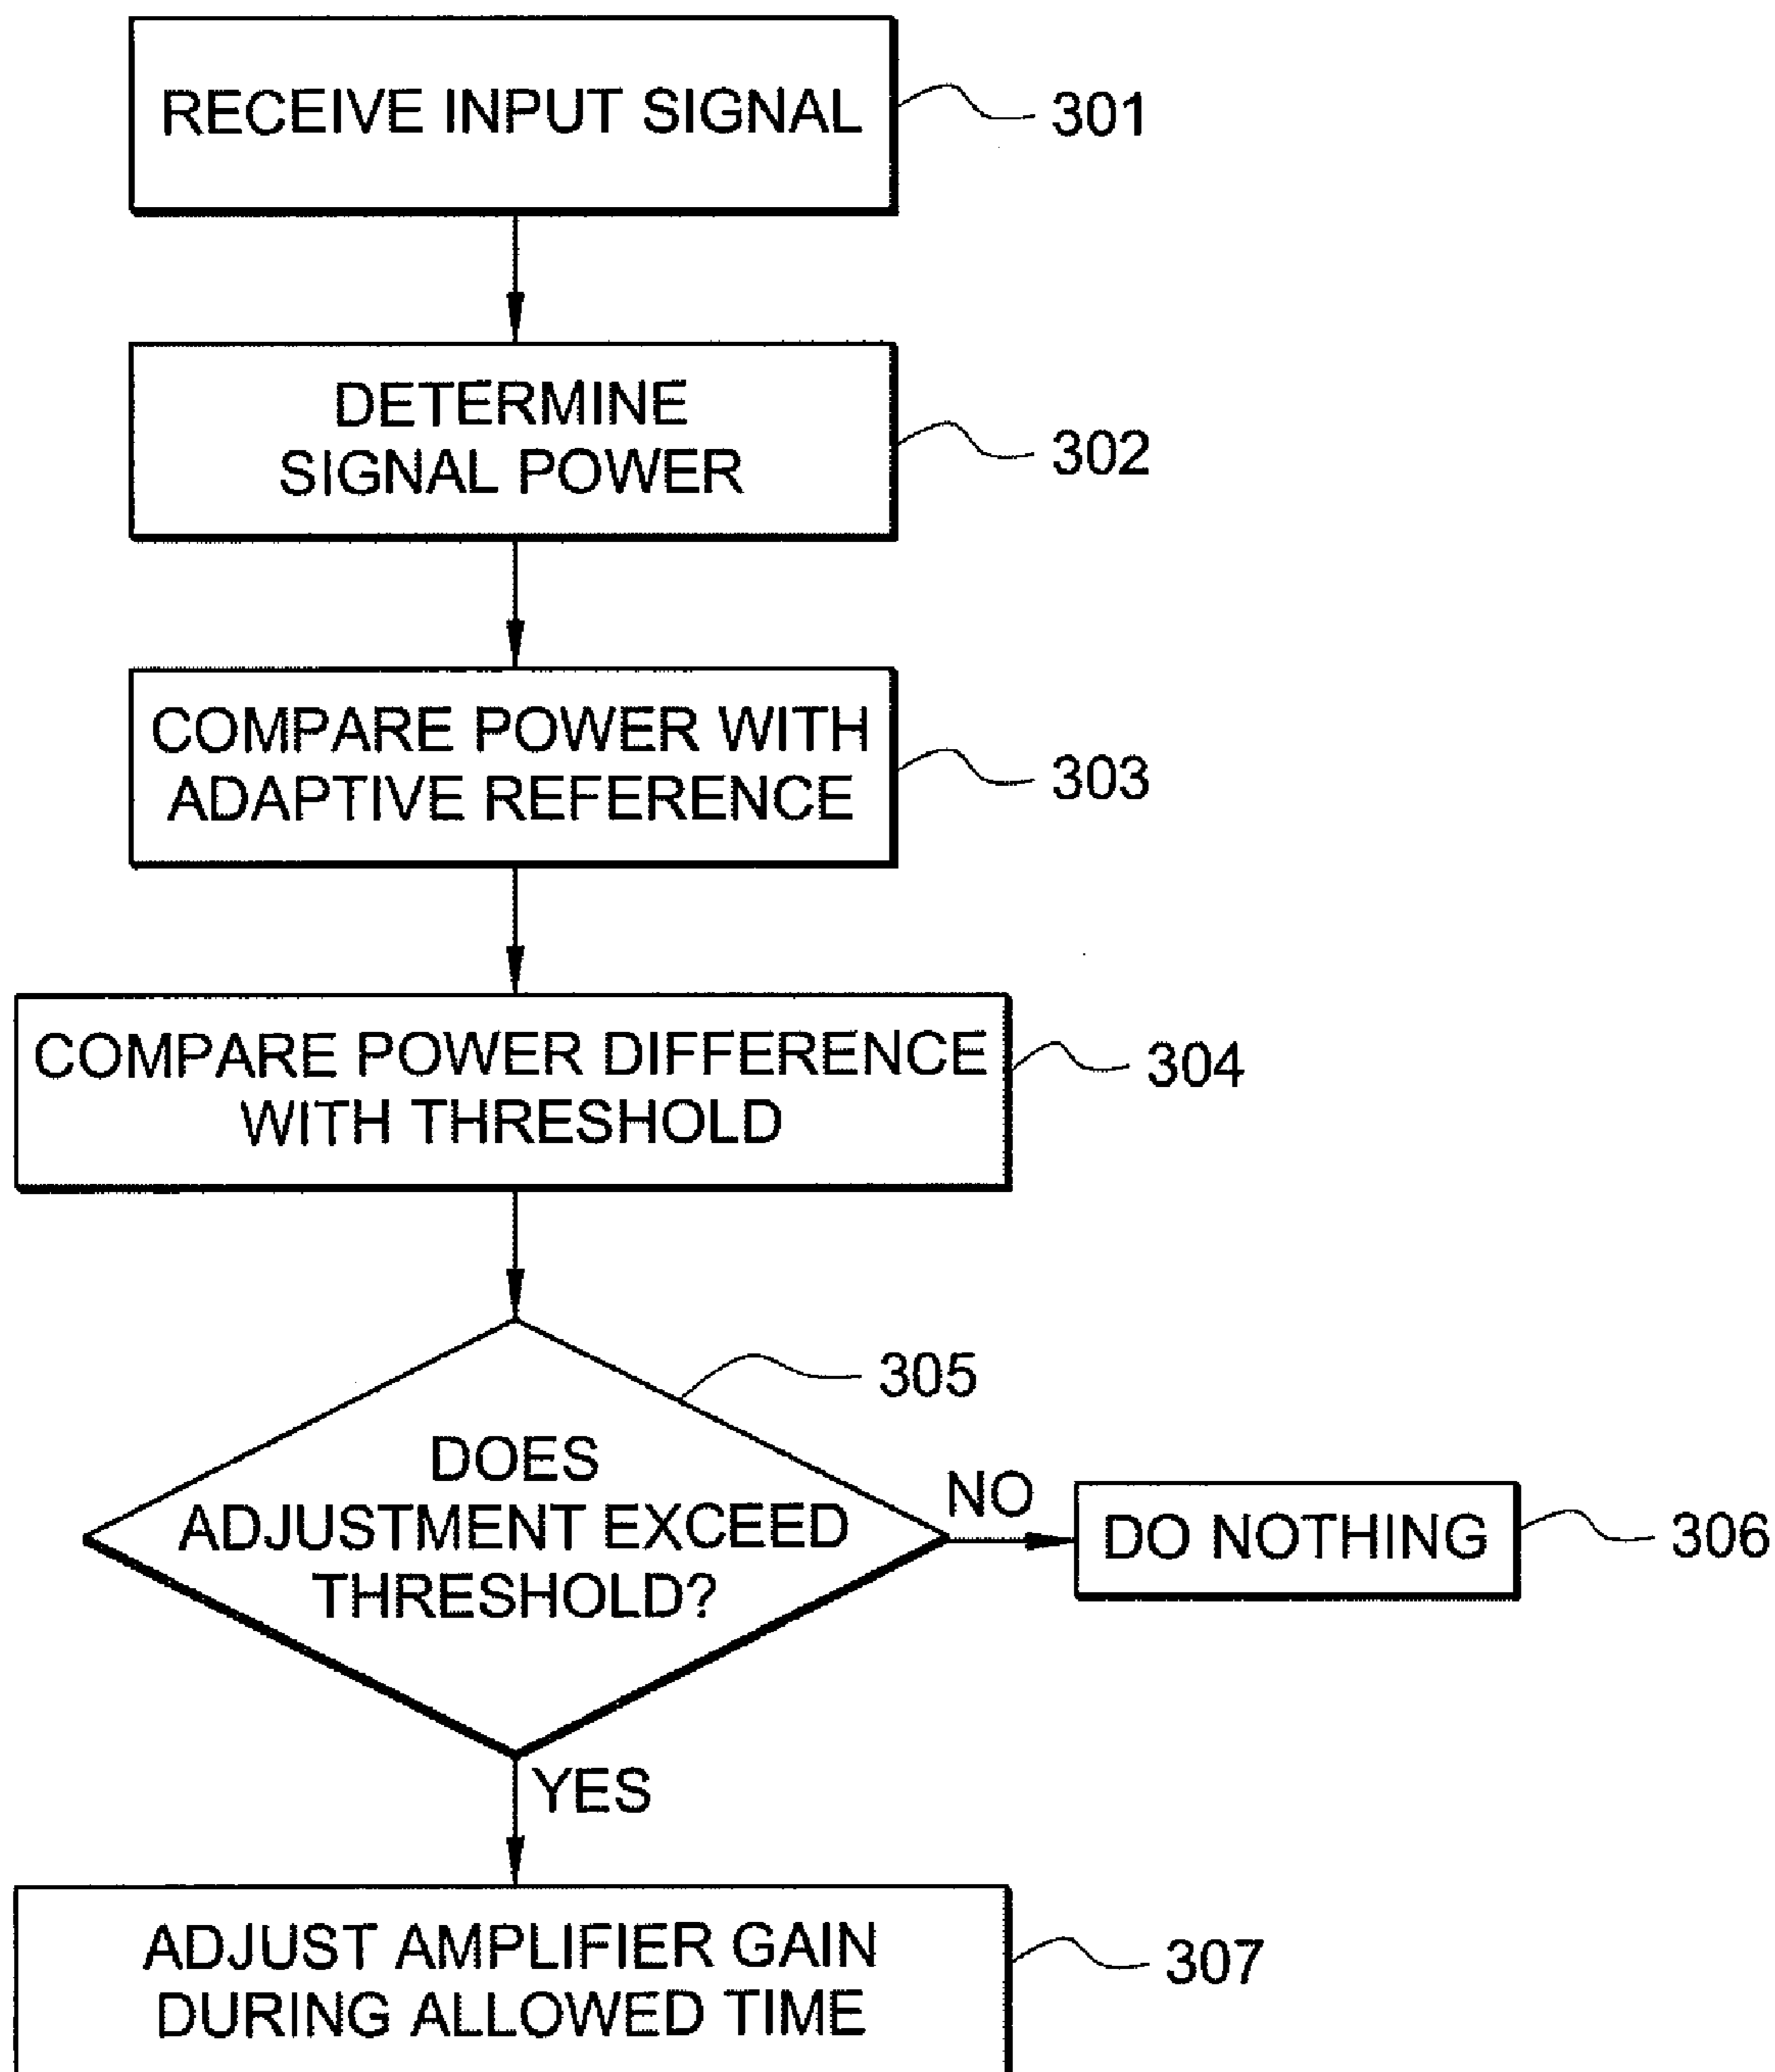 RECEIVE INPUT SIGNAL
301
DETERMINE
SIGNAL POWER
302
COMPARE POWER WITH
ADAPTIVE REFERENCE
303
COMPARE POWER DIFFERENCE
WITH THRESHOLD
304
305
DOES
ADJUSTMENT EXCEED
THRESHOLD?
NO
DO NOTHING
306
YES
ADJUST AMPLIFIER GAIN
DURING ALLOWED TIME
307